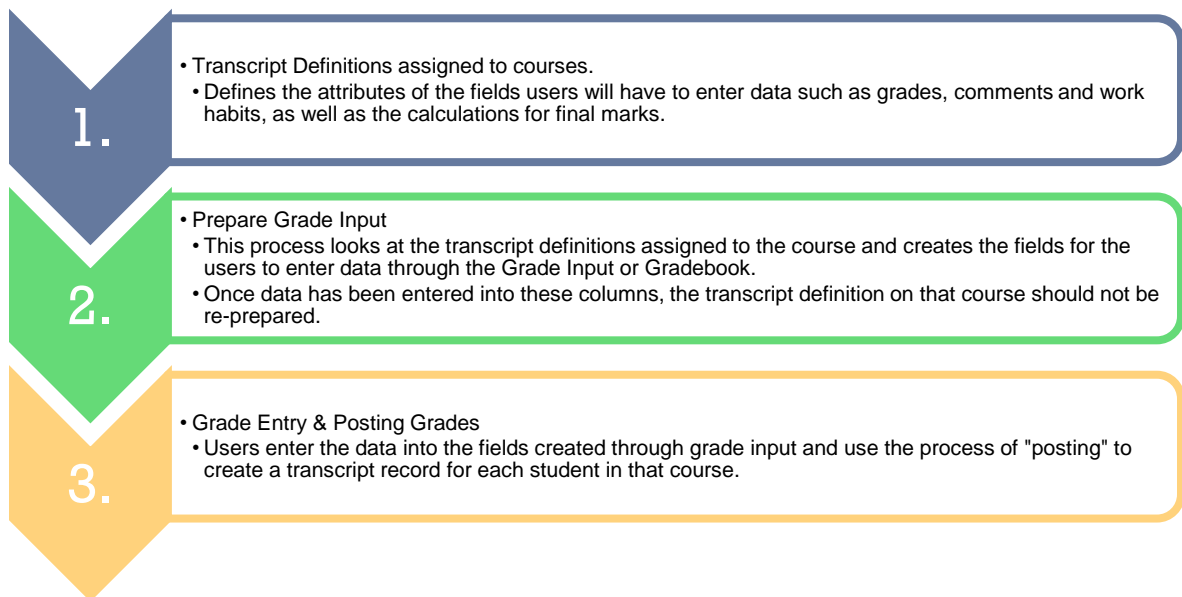 1.
• Transcript Definitions assigned to courses.
• Defines the attributes of the fields users will have to enter data such as grades, comments and work
habits, as well as the calculations for final marks.
2.
• Prepare Grade Input
• This process looks at the transcript definitions assigned to the course and creates the fields for the
users to enter data through the Grade Input or Gradebook.
• Once data has been entered into these columns, the transcript definition on that course should not be
re-prepared.
3.
• Grade Entry & Posting Grades
• Users enter the data into the fields created through grade input and use the process of "posting" to
create a transcript record for each student in that course.